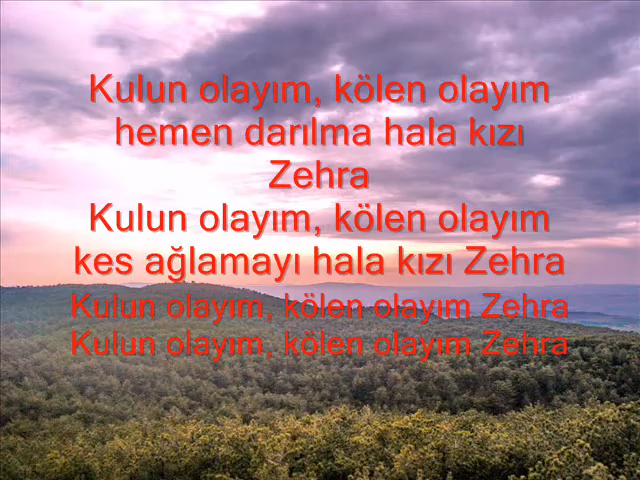 Kulun olayım, kölen olayım
hemen darılma hala kızı
Zehra
Kulun olayım, kölen olayım
kes ağlamayı hala kızı Zehra
Kulun olayım, kölen olayım Zehra
Kulun olayım, kölen olayım Zehra